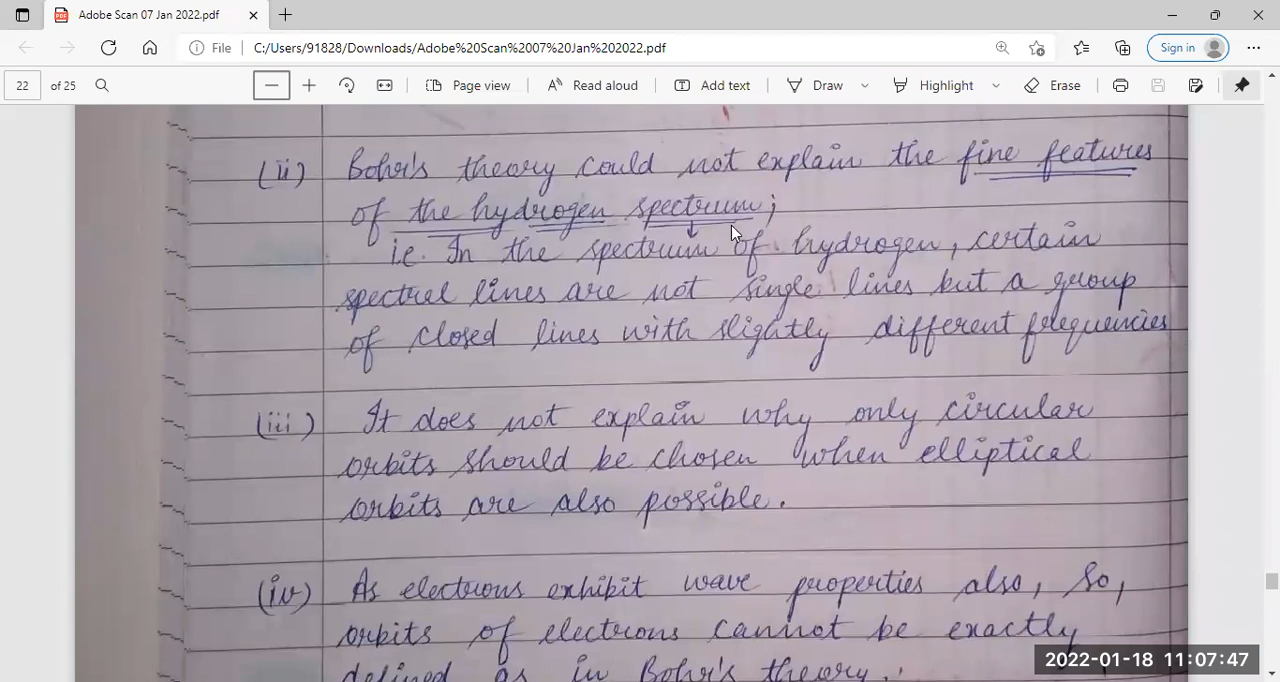 Adobe Scan 07 Jan 2022.pdf
File C:/Users/91828/Downloads/Adobe%20Scan%2007%20Jan%202022.pdf Sign in
22 of 25 Page view Read aloud Add text Draw Highlight Erase
(ii) Bohr's theory could not explain the fine features
of the hydrogen spectrum;
i.e. In the spectrum of hydrogen, certain
spectral lines are not single lines but a group
of closed lines with slightly different frequencies
(iii) It does not explain why only circular
orbits should be chosen when elliptical
orbits are also possible.
(iv) As electrons exhibit wave properties also, So,
orbits of electrons cannot be exactly
defined as in Bohr's theory.
2022-01-18 11:07:47